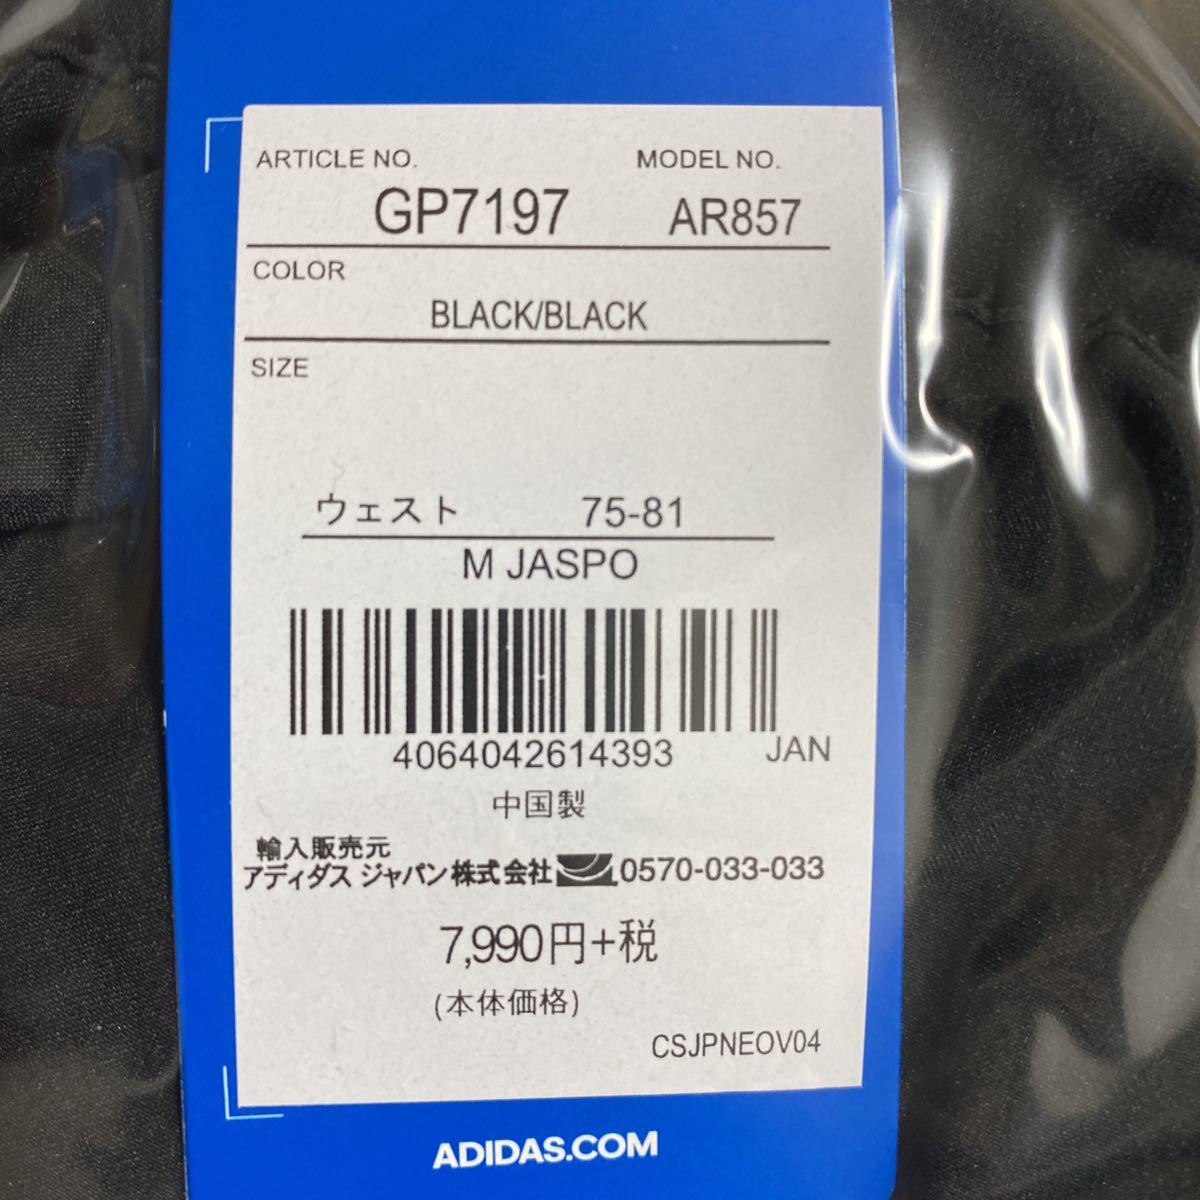 ARTICLE NO. MODEL NO.
GP7197 AR857
COLOR
BLACK/BLACK
SIZE
ウェスト 75-81
M JASPO
4064042614393 JAN
中国製
輸入販売元
アディダス ジャパン株式会社 0570-033-033
7,990円+税
(本体価格)
CSJPNEOV04
ADIDAS.COM